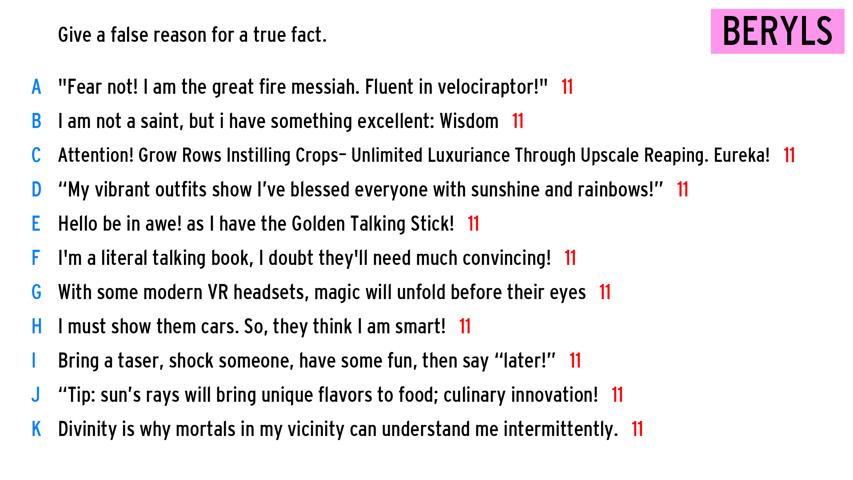 Give a false reason for a true fact.
BERYLS
A "Fear not! I am the great fire messiah. Fluent in velociraptor!" 11
B I am not a saint, but i have something excellent: Wisdom 11
C Attention! Grow Rows Instilling Crops– Unlimited Luxuriance Through Upscale Reaping. Eureka! 11
D “My vibrant outfits show I’ve blessed everyone with sunshine and rainbows!” 11
E Hello be in awe! as I have the Golden Talking Stick! 11
F I'm a literal talking book, I doubt they'll need much convincing! 11
G With some modern VR headsets, magic will unfold before their eyes 11
H I must show them cars. So, they think I am smart! 11
I Bring a taser, shock someone, have some fun, then say “later!” 11
J “Tip: sun’s rays will bring unique flavors to food; culinary innovation! 11
K Divinity is why mortals in my vicinity can understand me intermittently. 11